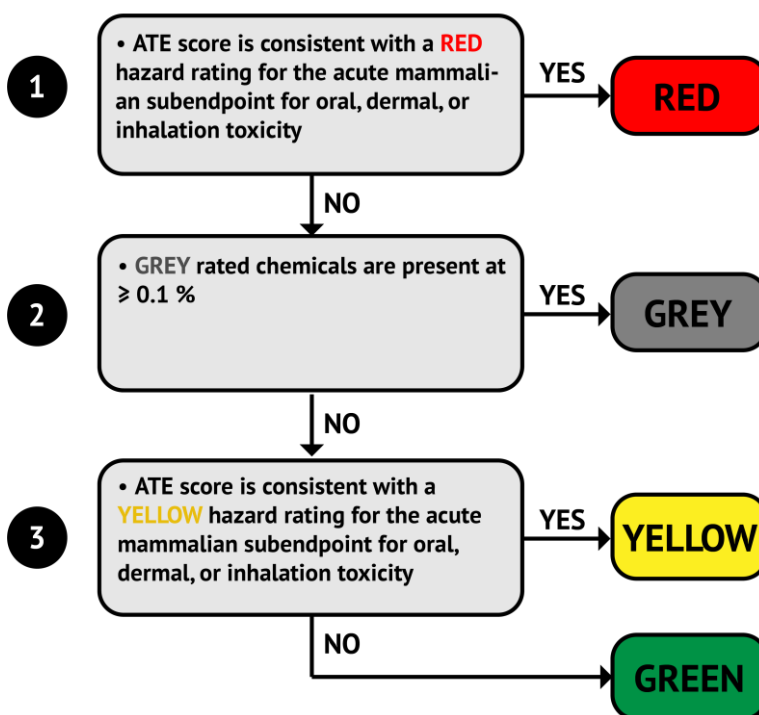 1
• ATE score is consistent with a RED
hazard rating for the acute mammali-
an subendpoint for oral, dermal, or
inhalation toxicity
YES
RED
NO
2
• GREY rated chemicals are present at
⩾ 0.1 %
YES
GREY
NO
3
• ATE score is consistent with a
YELLOW hazard rating for the acute
mammalian subendpoint for oral,
dermal, or inhalation toxicity
YES
YELLOW
NO
GREEN